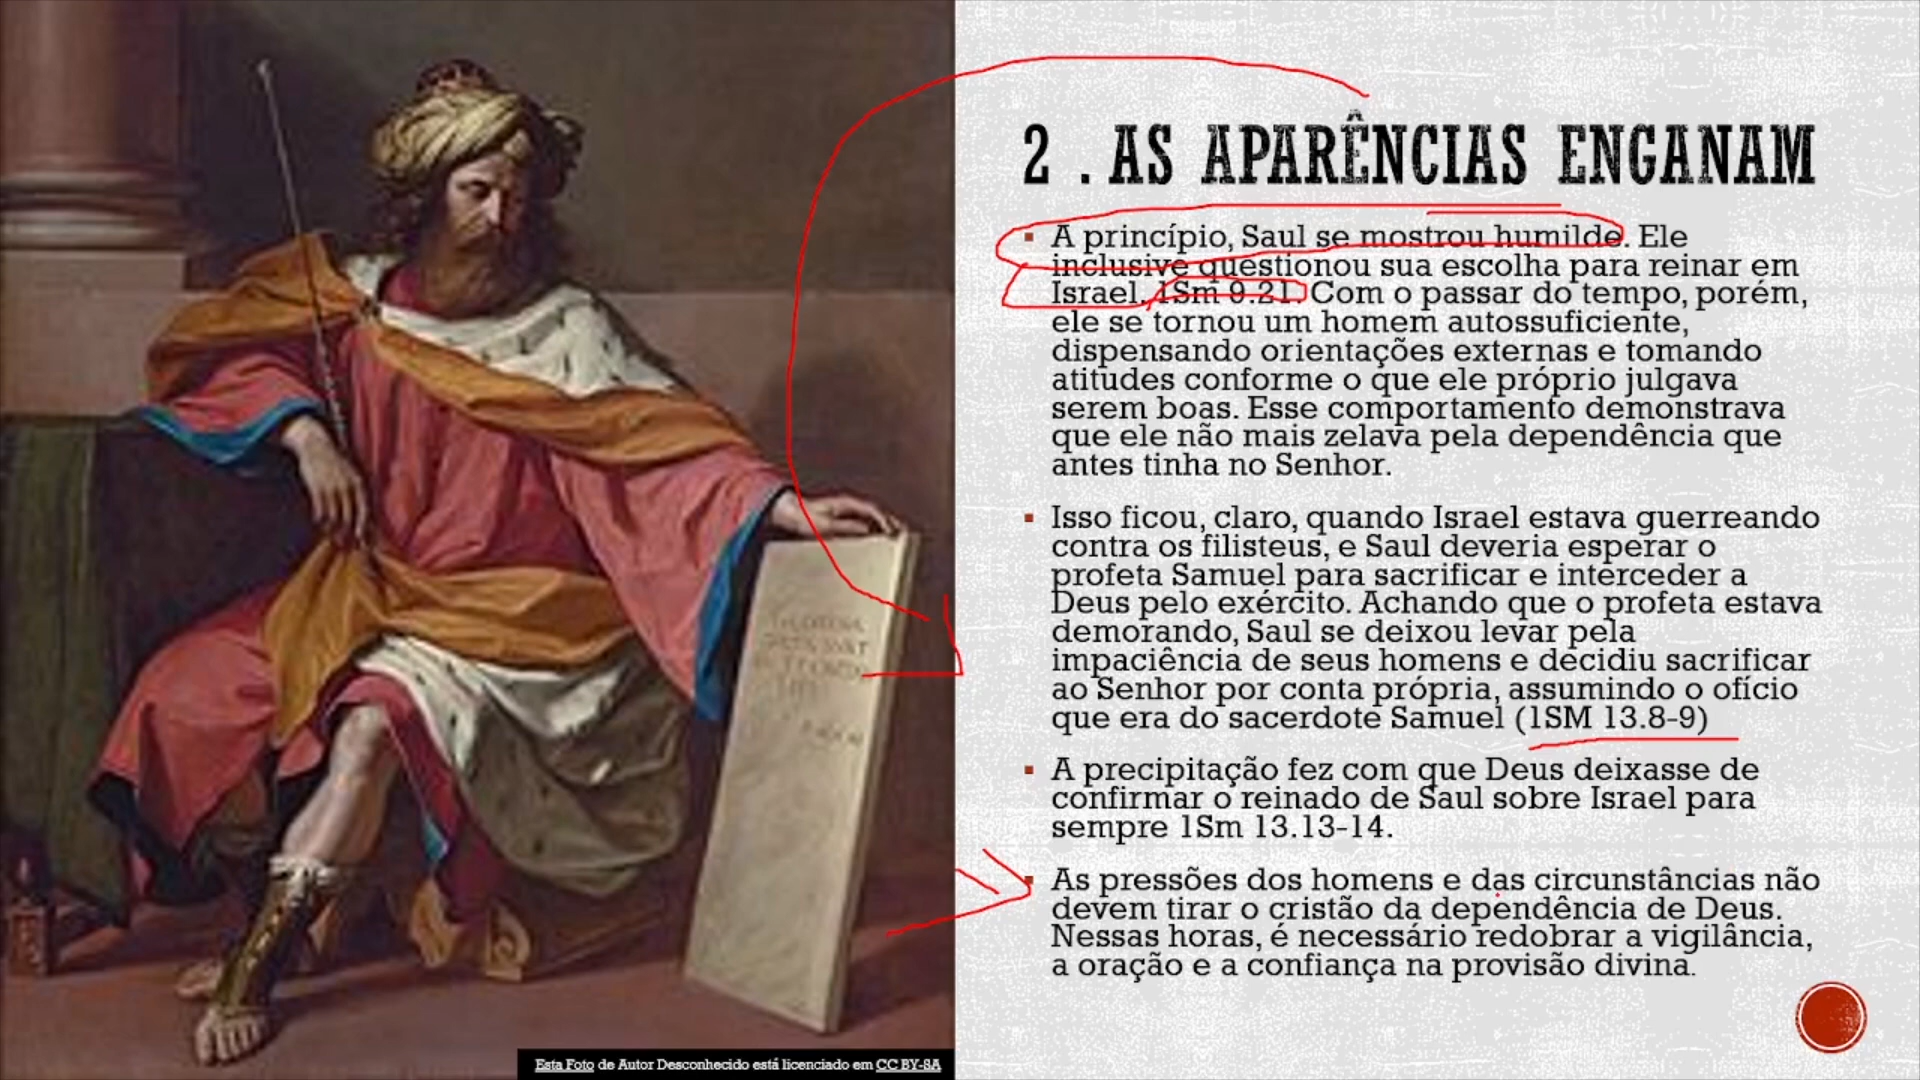 2 . AS APARÊNCIAS ENGANAM
A princípio, Saul se mostrou humilde. Ele
inclusive questionou sua escolha para reinar em
Israel. 1Sm 9.21. Com o passar do tempo, porém,
ele se tornou um homem autossuficiente,
dispensando orientações externas e tomando
atitudes conforme o que ele próprio julgava
serem boas. Esse comportamento demonstrava
que ele não mais zelava pela dependência que
antes tinha no Senhor.
Isso ficou, claro, quando Israel estava guerreando
contra os filisteus, e Saul deveria esperar o
profeta Samuel para sacrificar e interceder a
Deus pelo exército. Achando que o profeta estava
demorando, Saul se deixou levar pela
impaciência de seus homens e decidiu sacrificar
ao Senhor por conta própria, assumindo o ofício
que era do sacerdote Samuel (1SM 13.8-9)
A precipitação fez com que Deus deixasse de
confirmar o reinado de Saul sobre Israel para
sempre 1Sm 13.13-14.
As pressões dos homens e das circunstâncias não
devem tirar o cristão da dependência de Deus.
Nessas horas, é necessário redobrar a vigilância,
a oração e a confiança na provisão divina.
Esta Foto de Autor Desconhecido está licenciado em CC BY-SA